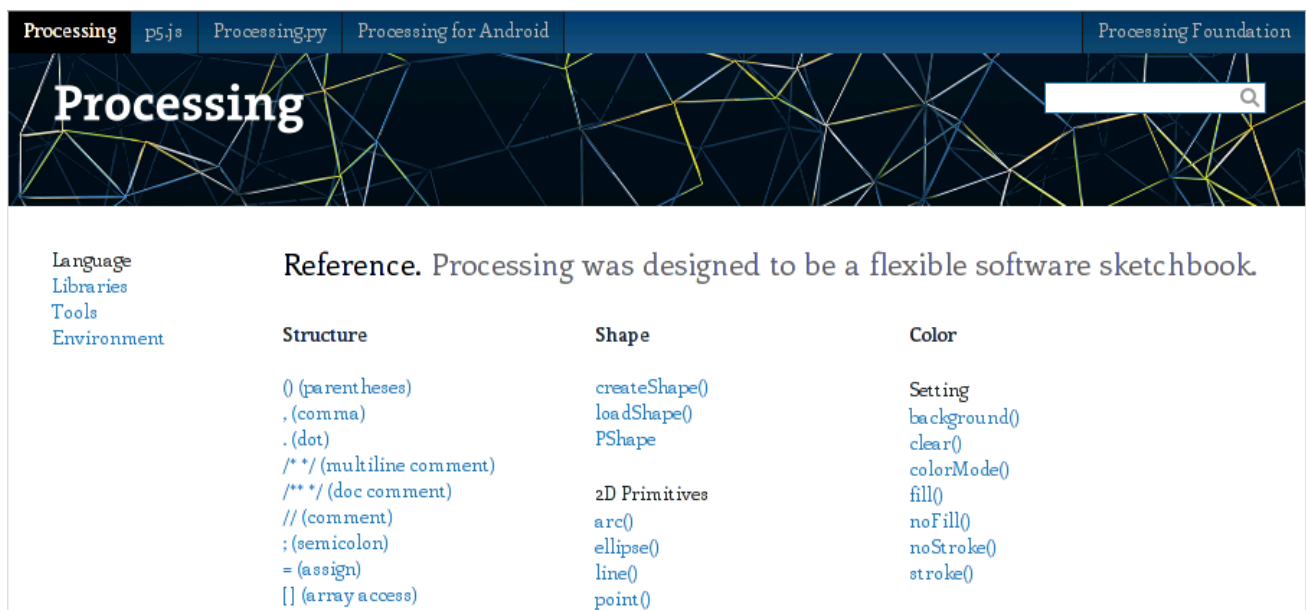 Processing
p5.js
Processing.py
Processing for Android
Processing Foundation
Processing
Language
Libraries
Tools
Environment
Reference. Processing was designed to be a flexible software sketchbook.
Structure
() (parentheses)
, (comma)
. (dot)
/* */ (multiline comment)
/** */ (doc comment)
// (comment)
; (semicolon)
= (assign)
[] (array access)
Shape
createShape()
loadShape()
PShape
2D Primitives
arc()
ellipse()
line()
point()
Color
Setting
background()
clear()
colorMode()
fill()
noFill()
noStroke()
stroke()